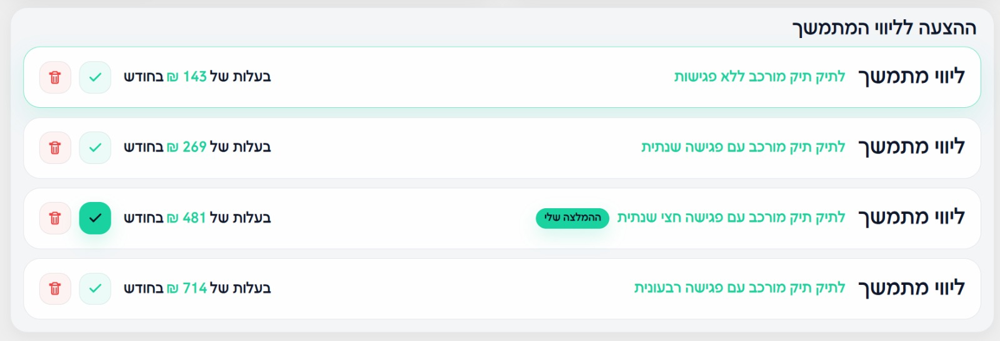 ההצעה לליווי המתמשך
ליווי מתמשך לתיק תיק מורכב ללא פגישות בעלות של 143 ₪ בחודש
ליווי מתמשך לתיק תיק מורכב עם פגישה שנתית בעלות של 269 ₪ בחודש
ליווי מתמשך לתיק תיק מורכב עם פגישה חצי שנתית ההמלצה שלי בעלות של 481 ₪ בחודש
ליווי מתמשך לתיק תיק מורכב עם פגישה רבעונית בעלות של 714 ₪ בחודש